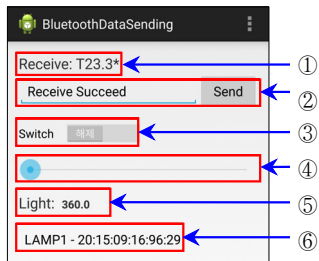 BluetoothDataSending
Receive: T23.3* ①
Receive Succeed Send ②
Switch 해제 ③
④
Light: 360.0 ⑤
LAMP1 - 20:15:09:16:96:29 ⑥